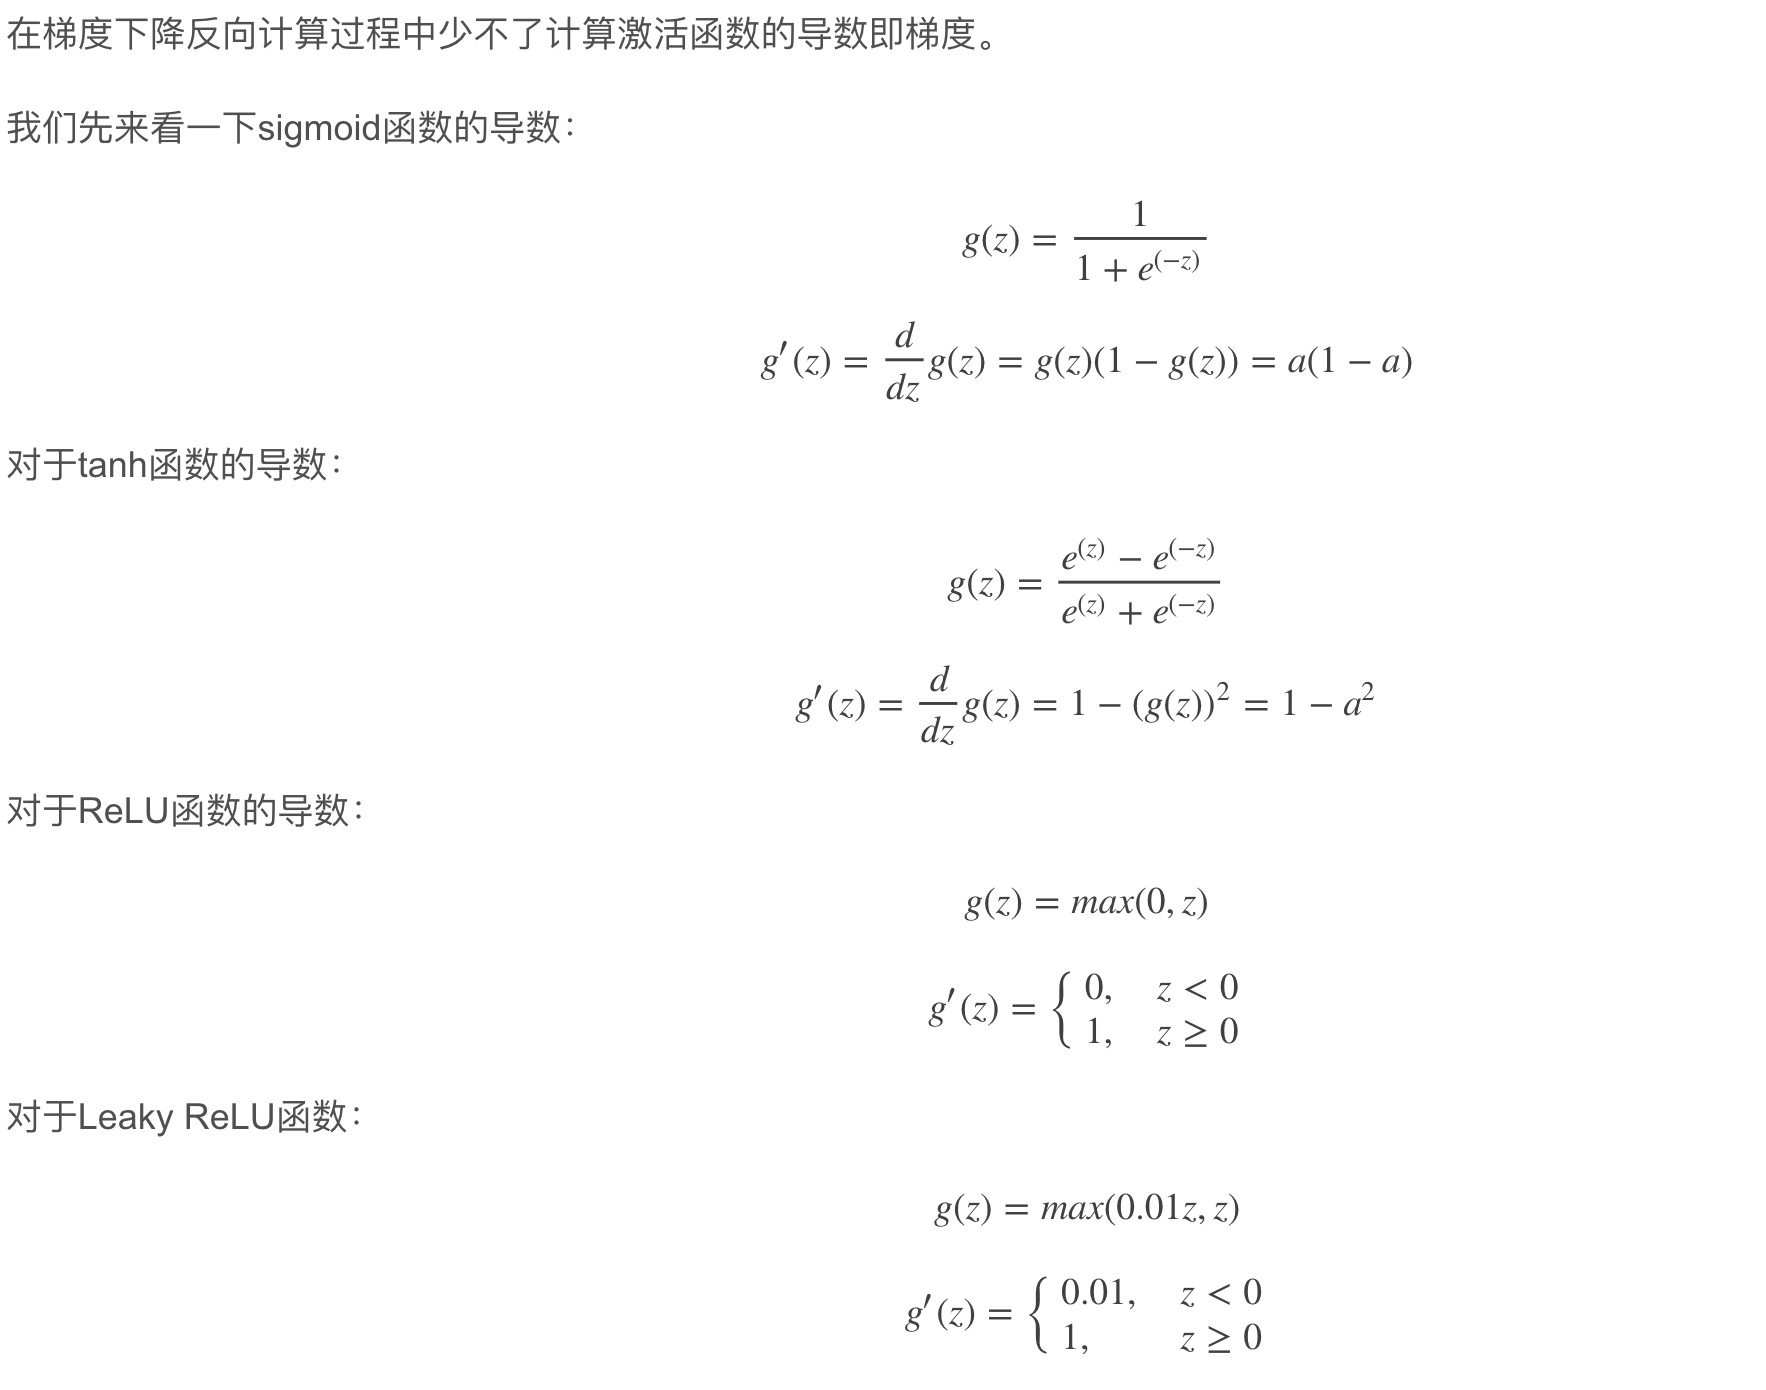 在梯度下降反向计算过程中少不了计算激活函数的导数即梯度。
我们先来看一下sigmoid函数的导数：
g(z) = \frac{1}{1 + e^{(-z)}}
g'(z) = \frac{d}{dz}g(z) = g(z)(1 − g(z)) = a(1 − a)
对于tanh函数的导数：
g(z) = \frac{e^{(z)} − e^{(-z)}}{e^{(z)} + e^{(-z)}}
g'(z) = \frac{d}{dz}g(z) = 1 − (g(z))^2 = 1 − a^2
对于ReLU函数的导数：
g(z) = max(0, z)
g'(z) = \begin{cases} 0, & z < 0 \\ 1, & z ≥ 0 \end{cases}
对于Leaky ReLU函数：
g(z) = max(0.01z, z)
g'(z) = \begin{cases} 0.01, & z < 0 \\ 1, & z ≥ 0 \end{cases}